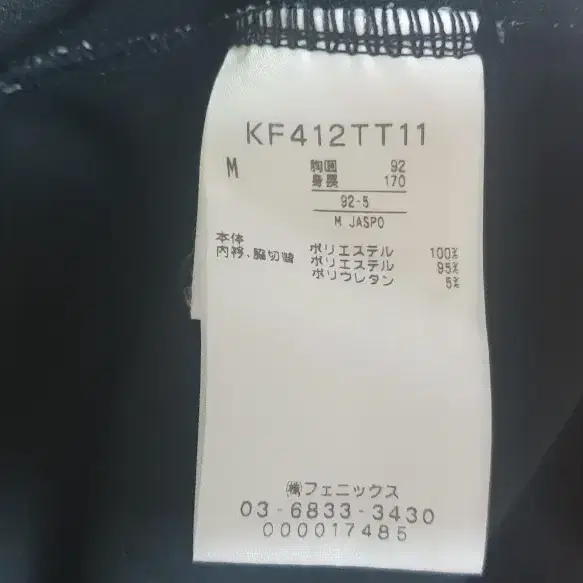 KF412TT11
M 胸囲 92
身長 170
92-5
M JASPO
本体 ポリエステル 100%
内衿、脇切替 ポリエステル 95%
ポリウレタン 5%
㈱フェニックス
03-6833-3430
000017485